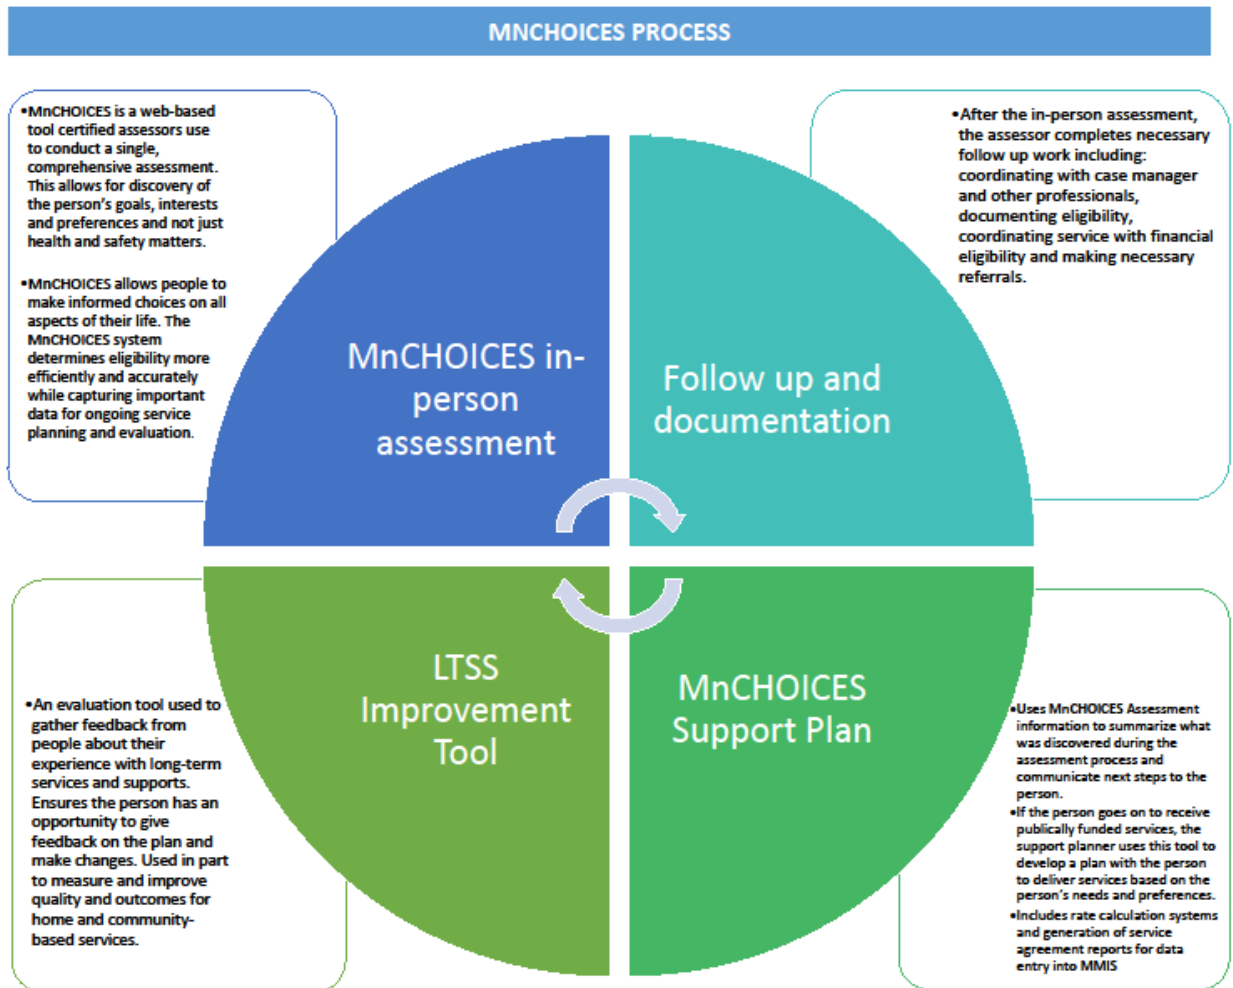 MNCHOICES PROCESS
•MnCHOICES is a web-based
tool certified assessors use
to conduct a single,
comprehensive assessment.
This allows for discovery of
the person's goals, interests
and preferences and not just
health and safety matters.
•MnCHOICES allows people to
make informed choices on all
aspects of their life. The
MnCHOICES system
determines eligibility more
efficiently and accurately
while capturing important
data for ongoing service
planning and evaluation.
MnCHOICES in-
person
assessment
Follow up and
documentation
•After the in-person assessment,
the assessor completes necessary
follow up work including:
coordinating with case manager
and other professionals,
documenting eligibility,
coordinating service with financial
eligibility and making necessary
referrals.
•An evaluation tool used to
gather feedback from
people about their
experience with long-term
services and supports.
Ensures the person has an
opportunity to give
feedback on the plan and
make changes. Used in part
to measure and improve
quality and outcomes for
home and community-
based services.
LTSS
Improvement
Tool
MnCHOICES
Support Plan
•Uses MnCHOICES Assessment
information to summarize what
was discovered during the
assessment process and
communicate next steps to the
person.
•If the person goes on to receive
publically funded services, the
support planner uses this tool to
develop a plan with the person
to deliver services based on the
person's needs and preferences.
•Includes rate calculation systems
and generation of service
agreement reports for data
entry into MMIS